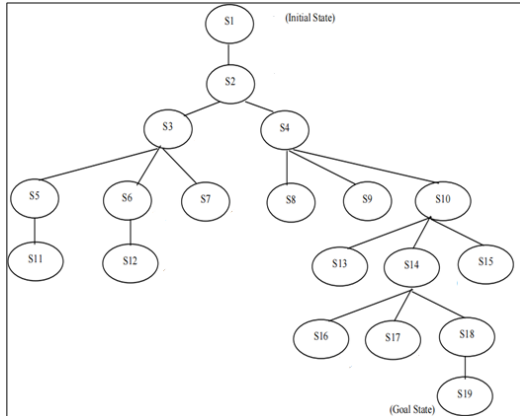 S1 (Initial State)
S2
S3 S4
S5 S6 S7 S8 S9 S10
S11 S12 S13 S14 S15
S16 S17 S18
S19
(Goal State)